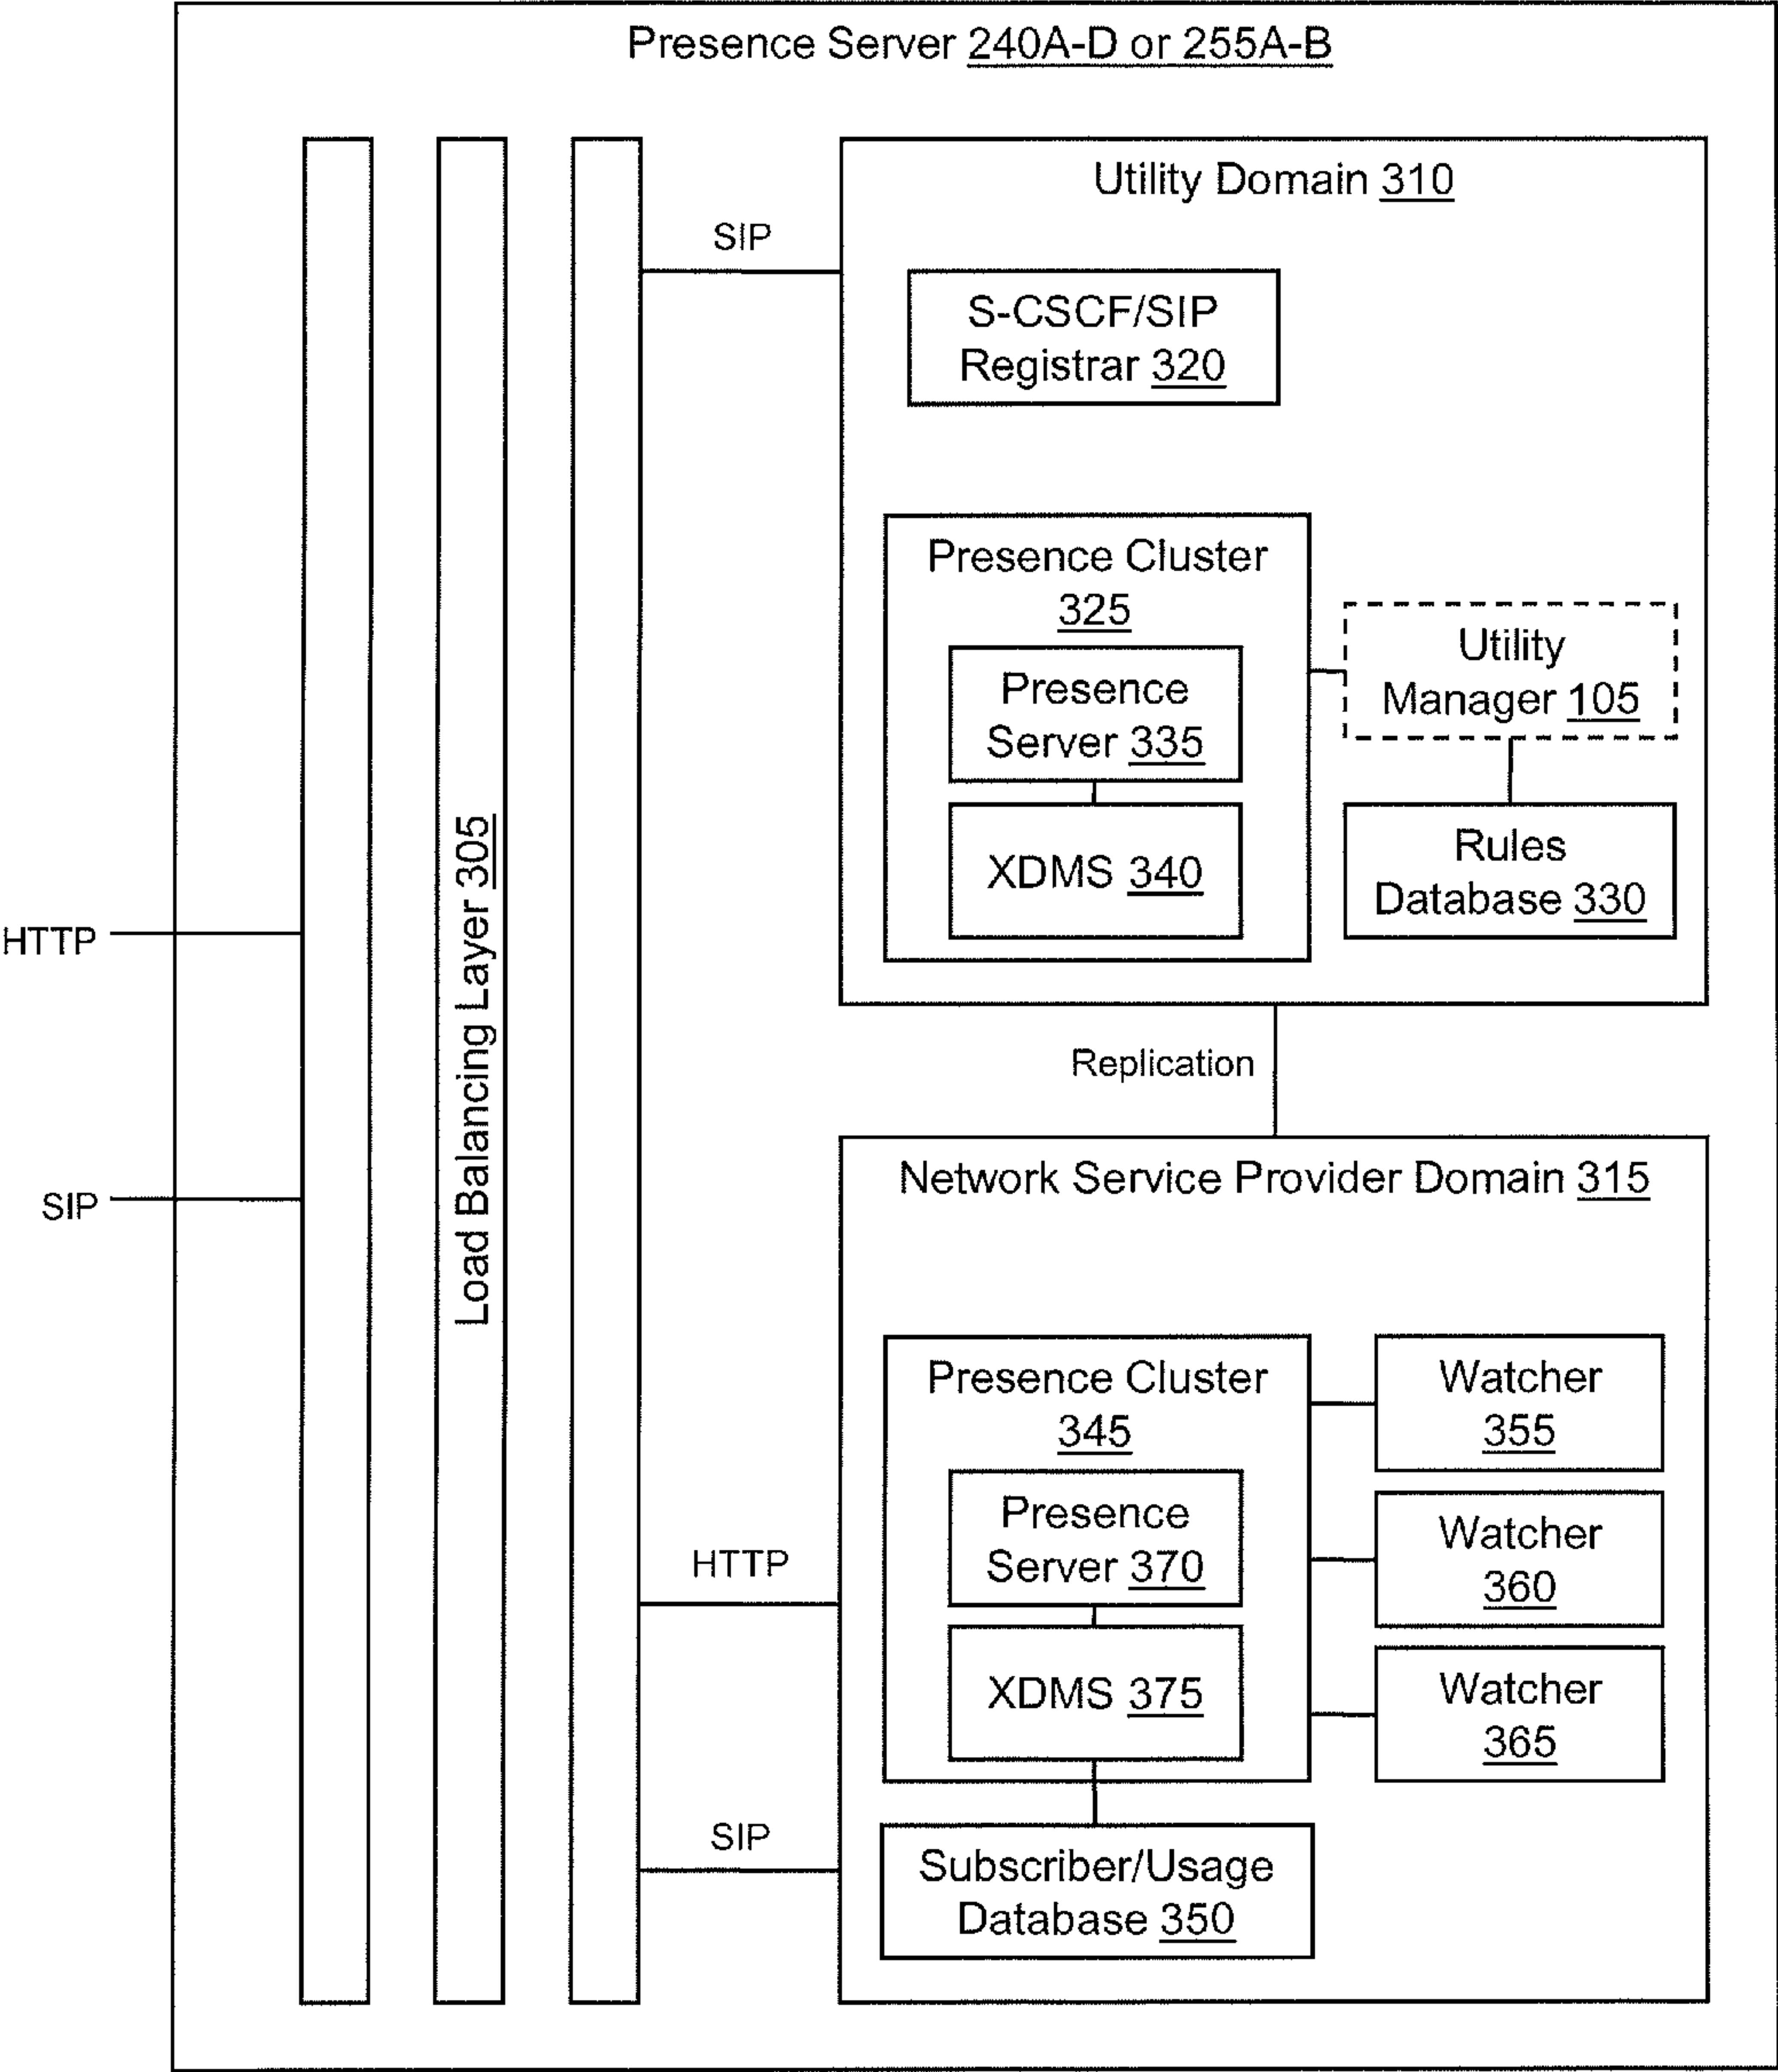 Presence Server 240A-D or 255A-B
HTTP
SIP
Load Balancing Layer 305
SIP
Utility Domain 310
S-CSCF/SIP
Registrar 320
Presence Cluster
325
Presence
Server 335
XDMS 340
Utility
Manager 105
Rules
Database 330
Replication
HTTP
SIP
Network Service Provider Domain 315
Presence Cluster
345
Presence
Server 370
XDMS 375
Watcher
355
Watcher
360
Watcher
365
Subscriber/Usage
Database 350